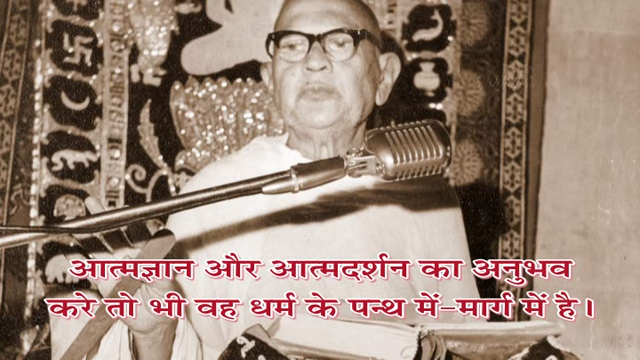 आत्मज्ञान और आत्मदर्शन का अनुभव
करे तो भी वह धर्म के पन्थ में-मार्ग में है।